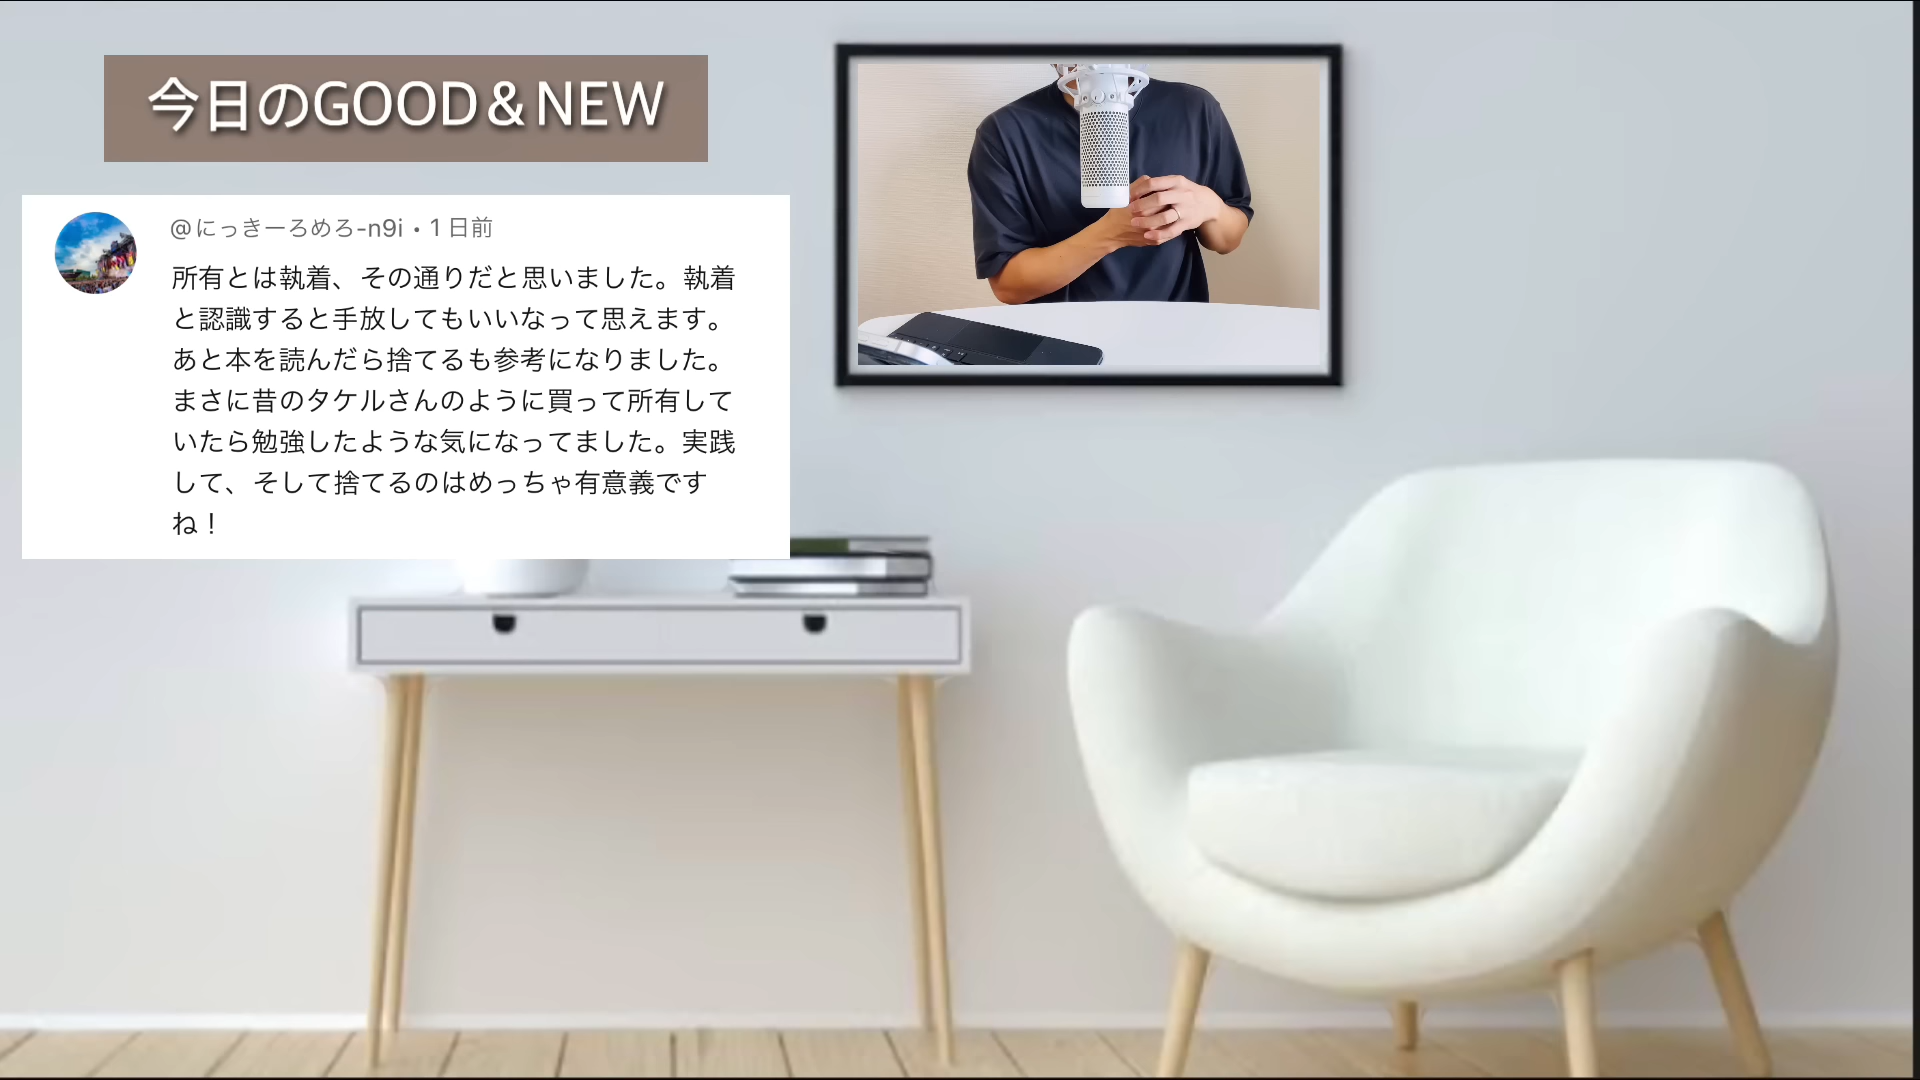 今日のGOOD＆NEW
@にっきーろめろ-n9i • 1 日前
所有とは執着、その通りだと思いました。執着
と認識すると手放してもいいなって思えます。
あと本を読んだら捨てるも参考になりました。
まさに昔のタケルさんのように買って所有して
いたら勉強したような気になってました。実践
して、そして捨てるのはめっちゃ有意義です
ね！